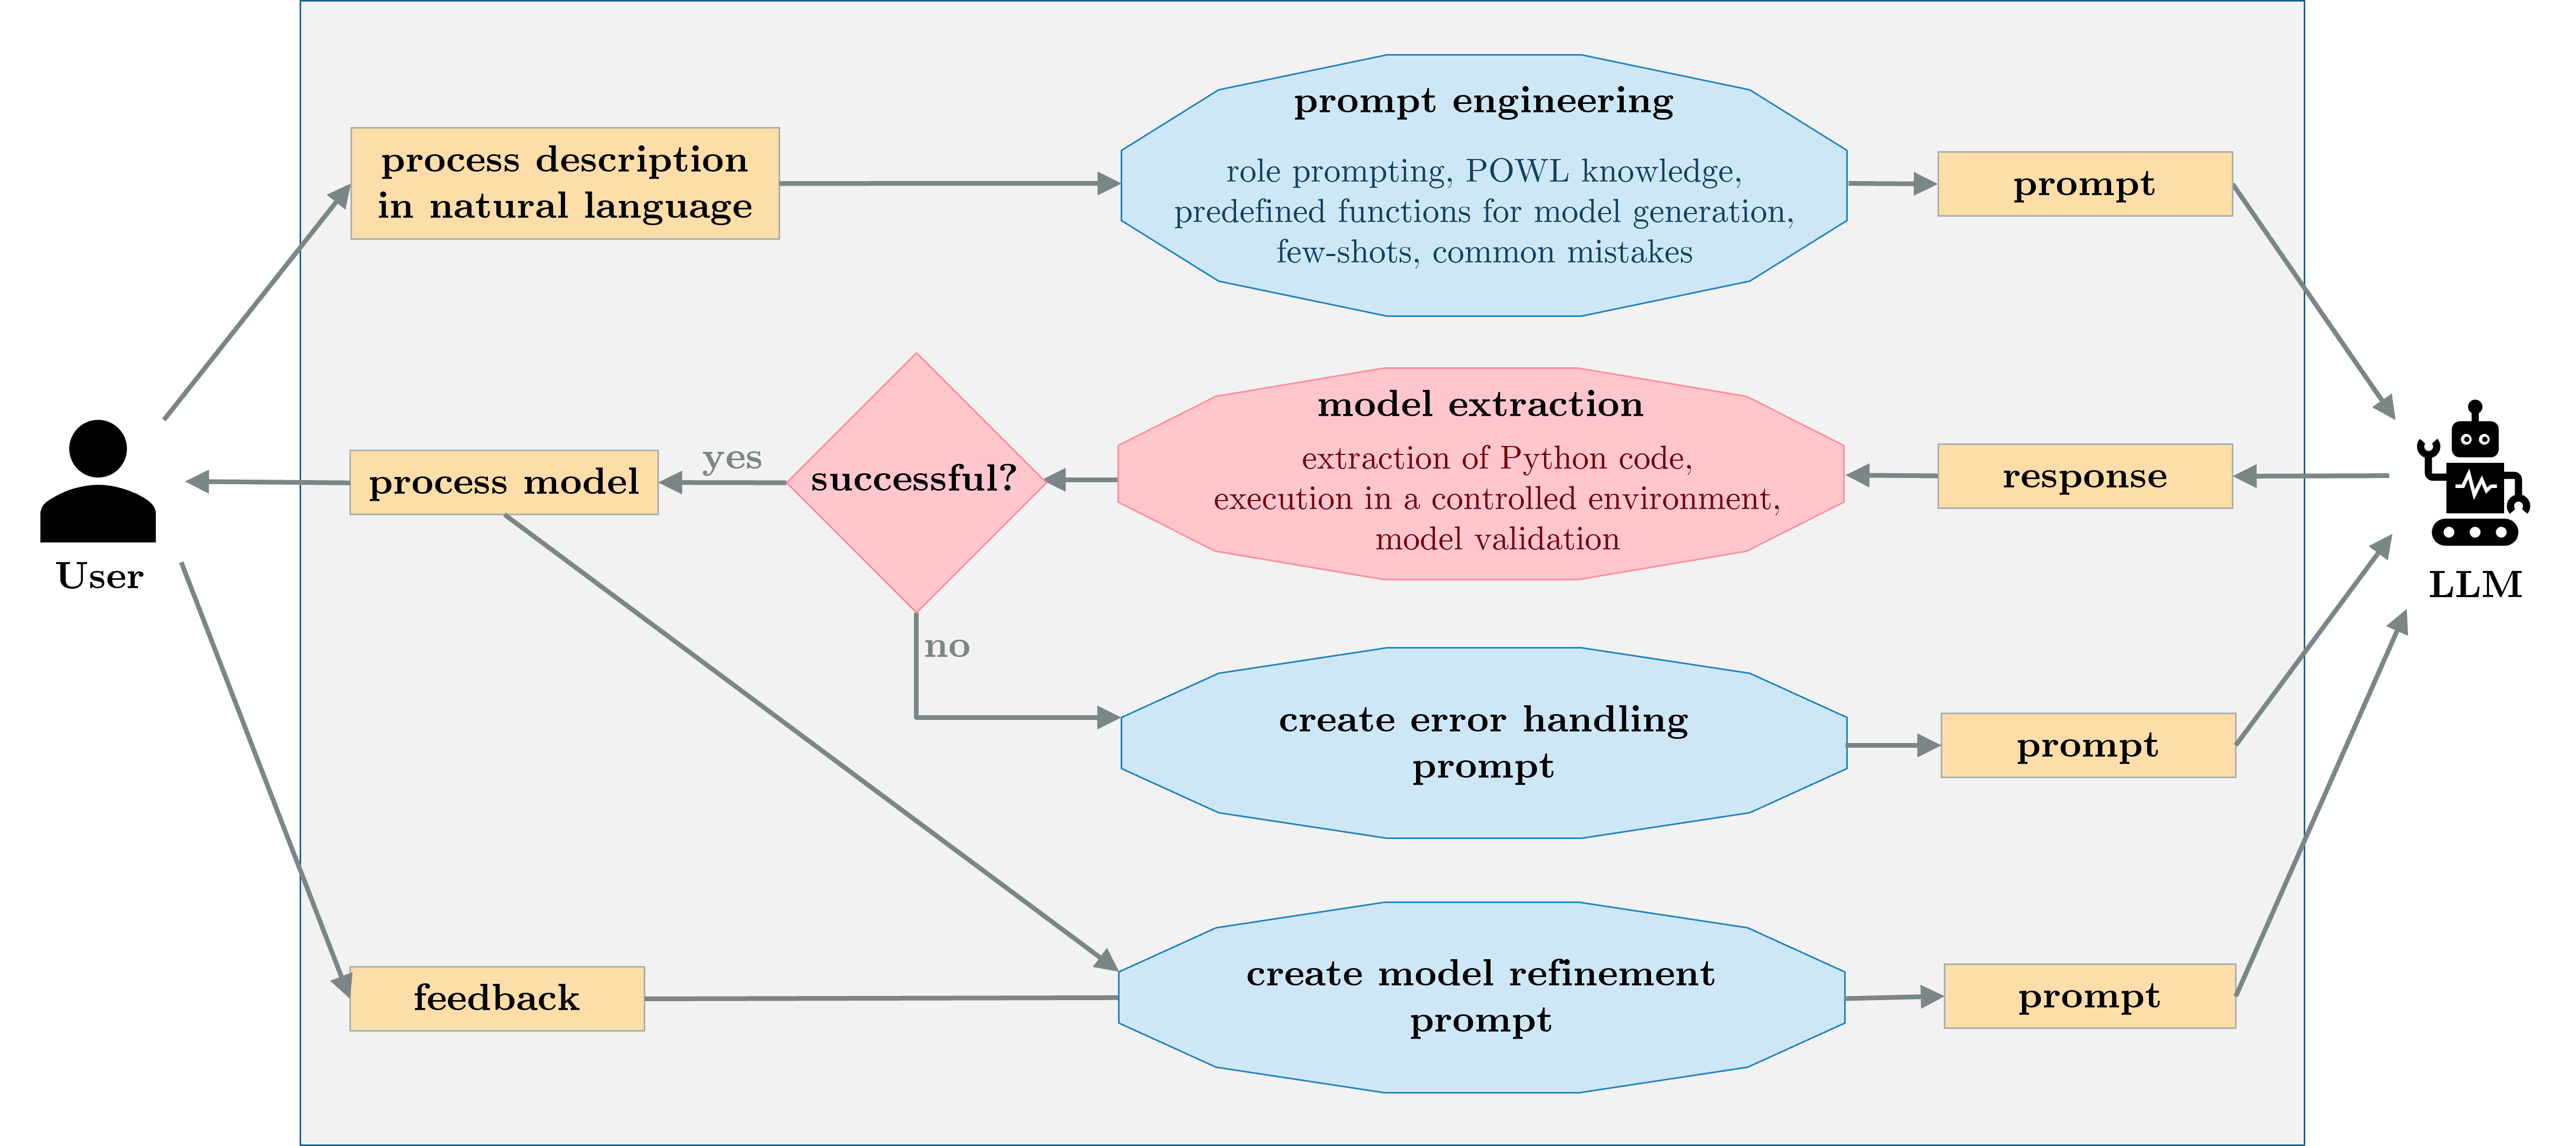 prompt engineering
role prompting, POWL knowledge,
predefined functions for model generation,
few-shots, common mistakes
process description
in natural language
prompt
User
process model
yes
successful?
no
model extraction
extraction of Python code,
execution in a controlled environment,
model validation
response
LLM
create error handling
prompt
prompt
feedback
create model refinement
prompt
prompt